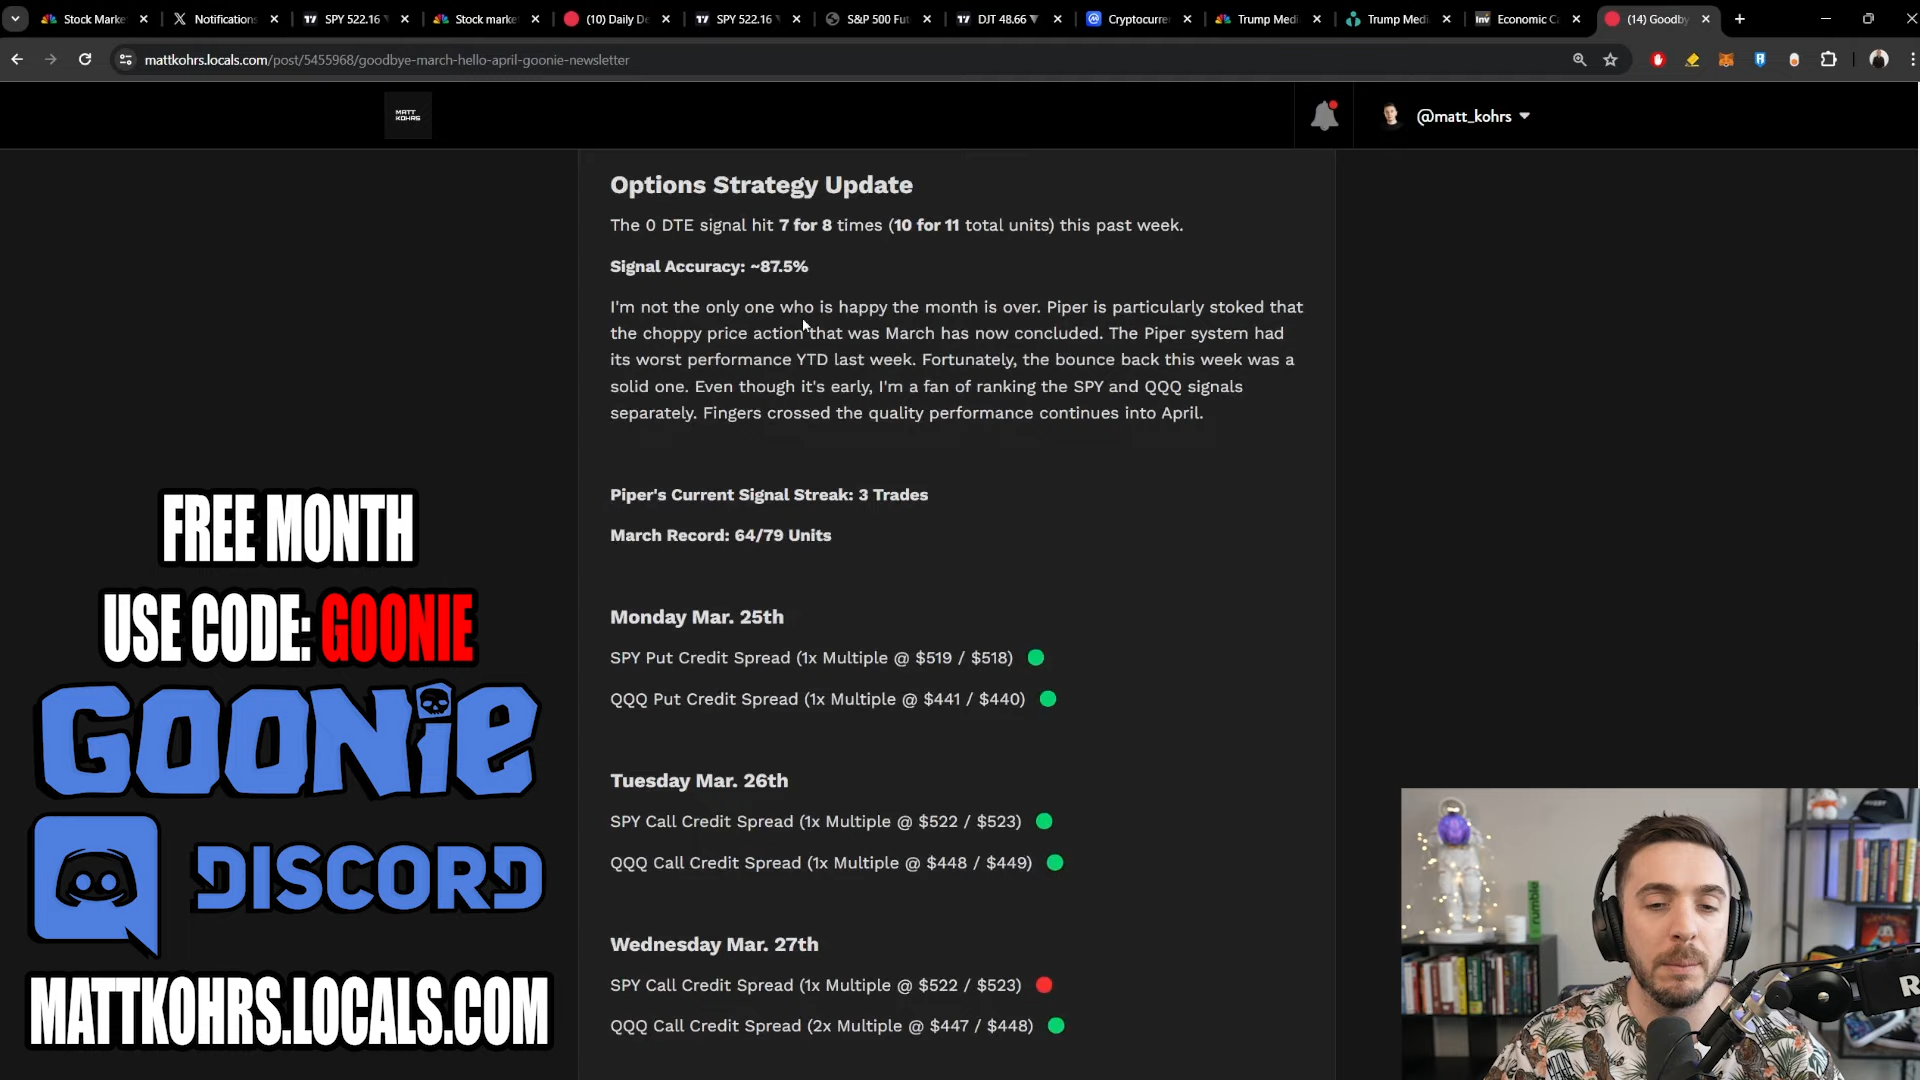 Stock Marke
Notifications
SPY 522.16
Stock marke
(10) Daily De
SPY 522.16
S&P 500 Fut
DJT 48.66
Cryptocurre
Trump Medi
Trump Medi
Economic Ca
(14) Goodby
mattkohrs.locals.com/post/5455968/goodbye-march-hello-april-goonie-newsletter
MATT
KOHRS
@matt_kohrs
Options Strategy Update
The 0 DTE signal hit 7 for 8 times (10 for 11 total units) this past week.
Signal Accuracy: ~87.5%
I'm not the only one who is happy the month is over. Piper is particularly stoked that
the choppy price action that was March has now concluded. The Piper system had
its worst performance YTD last week. Fortunately, the bounce back this week was a
solid one. Even though it's early, I'm a fan of ranking the SPY and QQQ signals
separately. Fingers crossed the quality performance continues into April.
Piper's Current Signal Streak: 3 Trades
March Record: 64/79 Units
Monday Mar. 25th
SPY Put Credit Spread (1x Multiple @ $519 / $518)
QQQ Put Credit Spread (1x Multiple @ $441 / $440)
Tuesday Mar. 26th
SPY Call Credit Spread (1x Multiple @ $522 / $523)
QQQ Call Credit Spread (1x Multiple @ $448 / $449)
Wednesday Mar. 27th
SPY Call Credit Spread (1x Multiple @ $522 / $523)
QQQ Call Credit Spread (2x Multiple @ $447 / $448)
FREE MONTH
USE CODE: GOONIE
GOONiE
DISCORD
MATTKOHRS.LOCALS.COM
rumble
R